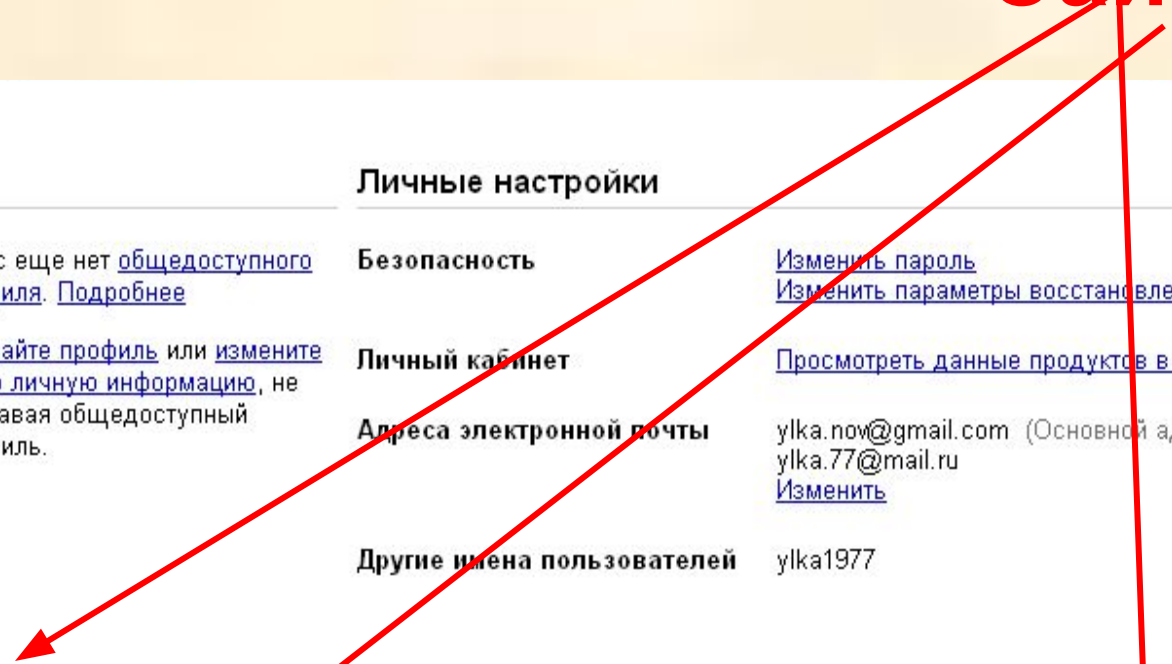 Личные настройки
с еще нет общедоступного
иля. Подробнее
айте профиль или измените
о личную информацию, не
авая общедоступный
иль.
Безопасность
Изменить пароль
Изменить параметры восстановле
Личный кабинет
Просмотреть данные продуктов в
Адреса электронной почты
ylka.nov@gmail.com (Основной ад
ylka.77@mail.ru
Изменить
Другие имена пользователей
ylka1977